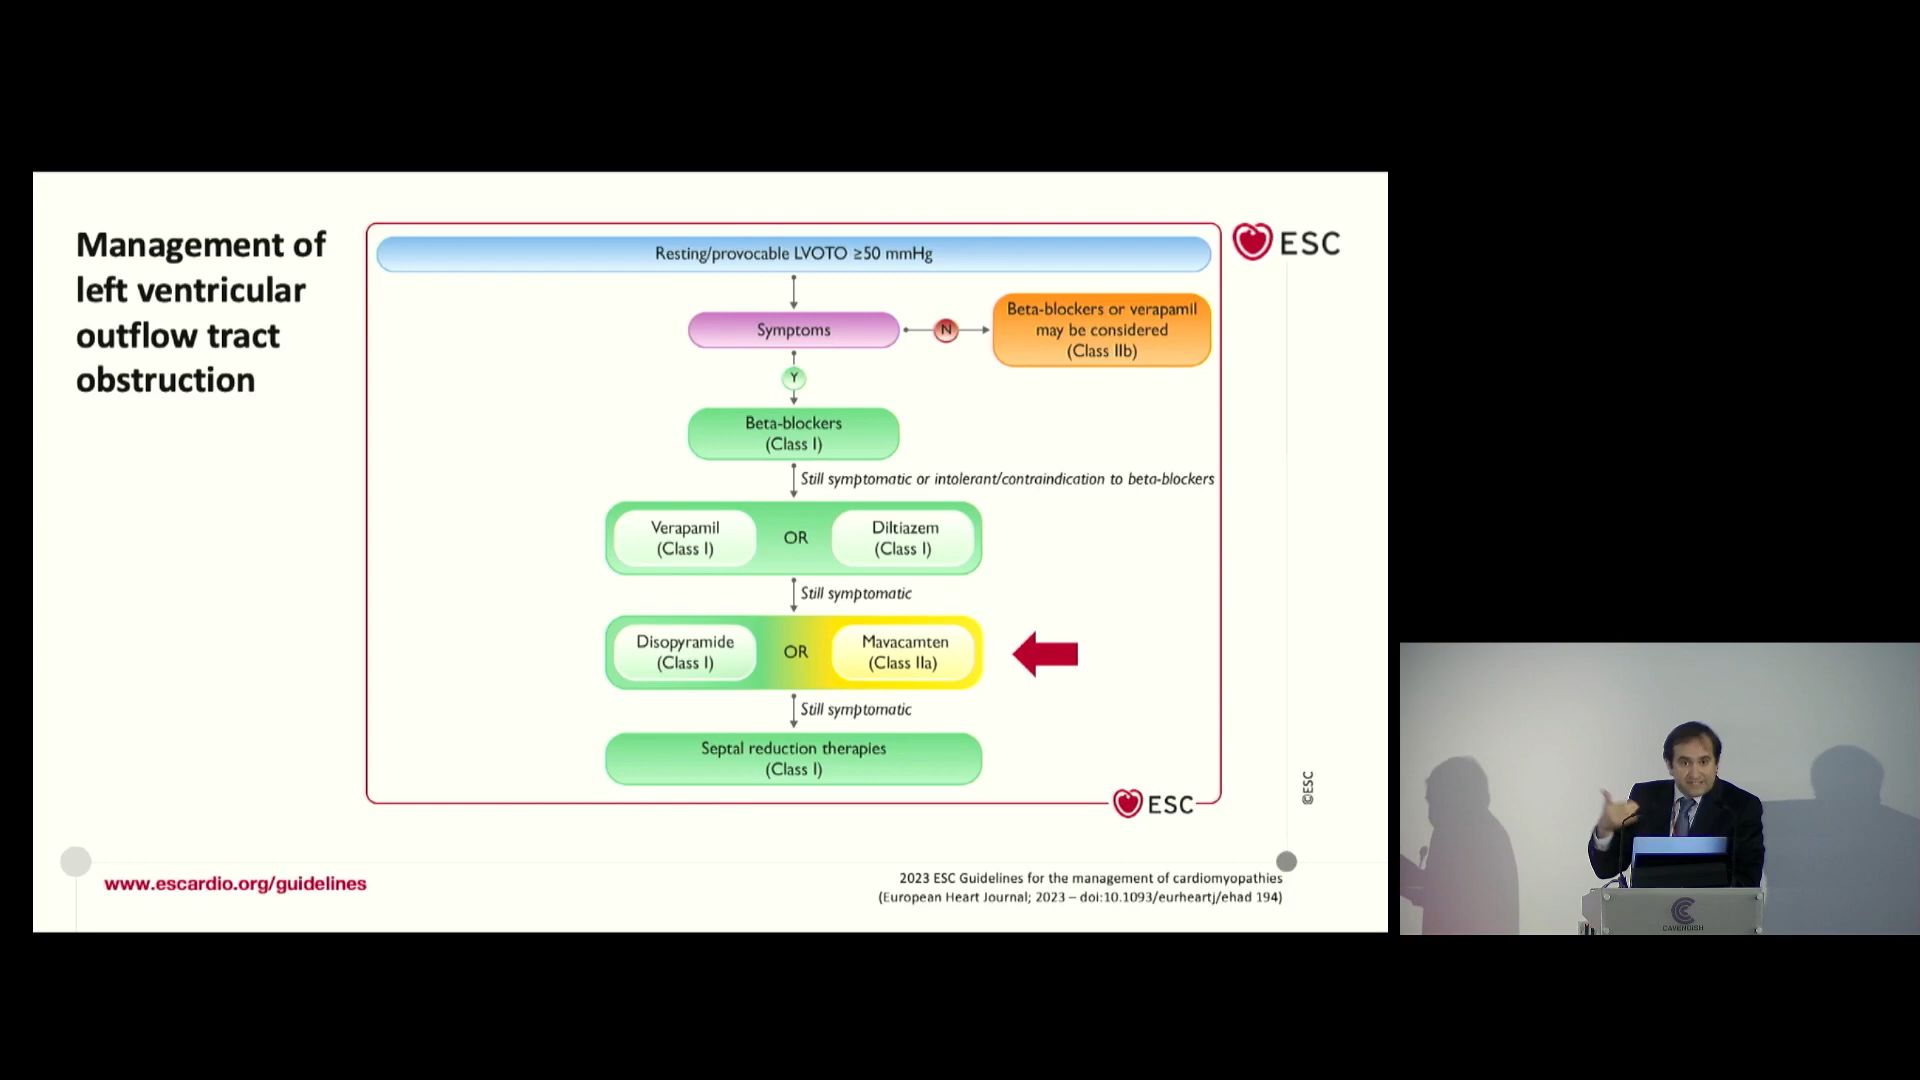 Management of
left ventricular
outflow tract
obstruction
Resting/provocable LVOTO ≥50 mmHg
ESC
Symptoms
N
Beta-blockers or verapamil
may be considered
(Class IIb)
Y
Beta-blockers
(Class I)
Still symptomatic or intolerant/contraindication to beta-blockers
Verapamil
(Class I)
OR
Diltiazem
(Class I)
Still symptomatic
Disopyramide
(Class I)
OR
Mavacamten
(Class IIa)
Still symptomatic
Septal reduction therapies
(Class I)
ESC
©ESC
www.escardio.org/guidelines
2023 ESC Guidelines for the management of cardiomyopathies
(European Heart Journal; 2023 – doi:10.1093/eurheartj/ehad 194)
CAVENDISH